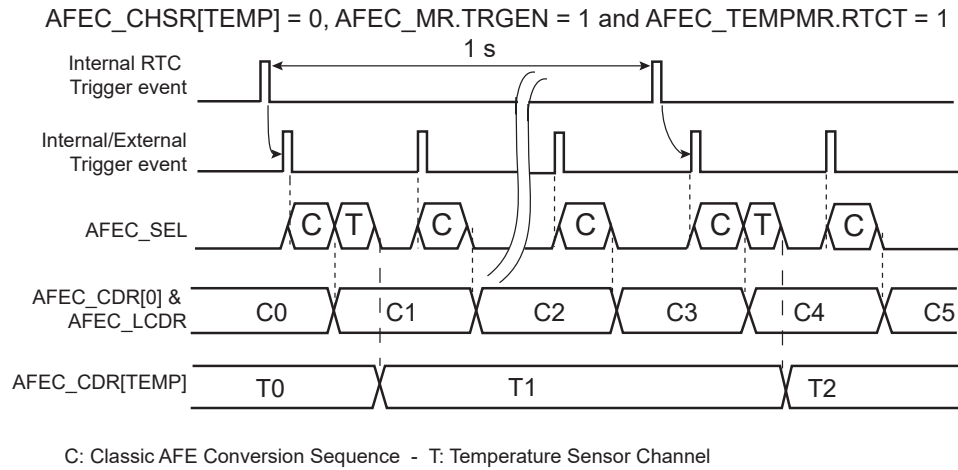 AFEC_CHSR[TEMP] = 0, AFEC_MR.TRGEN = 1 and AFEC_TEMPMR.RTCT = 1
1 s
Internal RTC
Trigger event
Internal/External
Trigger event
AFEC_SEL
C T C C C T C
AFEC_CDR[0] &
AFEC_LCDR
C0 C1 C2 C3 C4 C5
AFEC_CDR[TEMP]
T0 T1 T2
C: Classic AFE Conversion Sequence - T: Temperature Sensor Channel